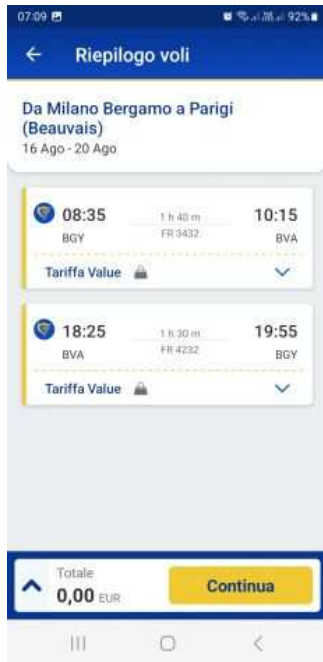 07:09
92%
Riepilogo voli
Da Milano Bergamo a Parigi
(Beauvais)
16 Ago - 20 Ago
08:35
1 h 40 m
10:15
BGY
FR 3432
BVA
Tariffa Value
18:25
1 h 30 m
19:55
BVA
FR 4232
BGY
Tariffa Value
Totale
0,00 EUR
Continua